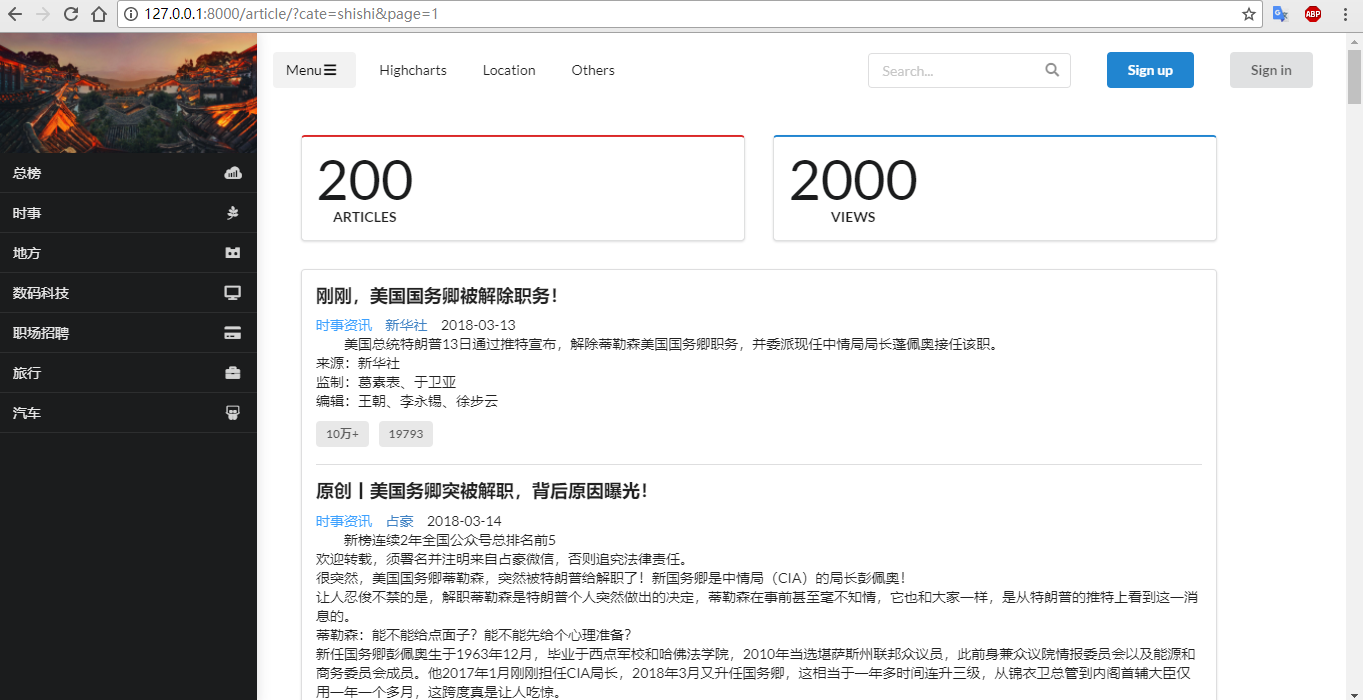 127.0.0.1:8000/article/?cate=shishi&page=1
ABP
Menu
Highcharts
Location
Others
Search...
Sign up
Sign in
总榜
时事
地方
数码科技
职场招聘
旅行
汽车
200
ARTICLES
2000
VIEWS
刚刚，美国国务卿被解除职务！
时事资讯 新华社 2018-03-13
美国总统特朗普13日通过推特宣布，解除蒂勒森美国国务卿职务，并委派现任中情局局长蓬佩奥接任该职。
来源：新华社
监制：葛素表、于卫亚
编辑：王朝、李永锡、徐步云
10万+ 19793
原创丨美国务卿突被解职，背后原因曝光！
时事资讯 占豪 2018-03-14
新榜连续2年全国公众号总排名前5
欢迎转载，须署名并注明来自占豪微信，否则追究法律责任。
很突然，美国国务卿蒂勒森，突然被特朗普给解职了！新国务卿是中情局（CIA）的局长彭佩奥！
让人忍俊不禁的是，解职蒂勒森是特朗普个人突然做出的决定，蒂勒森在事前甚至毫不知情，它也和大家一样，是从特朗普的推特上看到这一消
息的。
蒂勒森：能不能给点面子？能不能先给个心理准备？
新任国务卿彭佩奥生于1963年12月，毕业于西点军校和哈佛法学院，2010年当选堪萨斯州联邦众议员，此前身兼众议院情报委员会以及能源和
商务委员会成员。他2017年1月刚刚担任CIA局长，2018年3月又升任国务卿，这相当于一年多时间连升三级，从锦衣卫总管到内阁首辅大臣仅
用一年一个多月，这跨度真是让人吃惊。